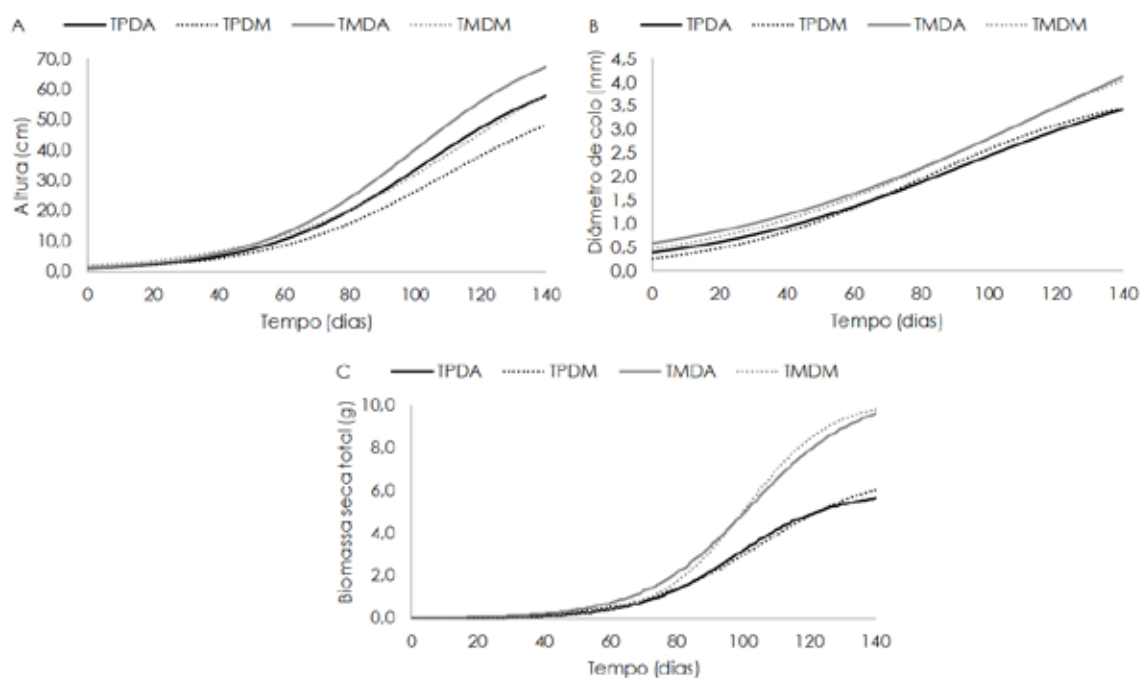 A TPDA TPDM TMDA TMDM
Altura (cm)
70,0
60,0
50,0
40,0
30,0
20,0
10,0
0,0
0 20 40 60 80 100 120 140
Tempo (dias)
B TPDA TPDM TMDA TMDM
Diâmetro de colo (mm)
4,5
4,0
3,5
3,0
2,5
2,0
1,5
1,0
0,5
0,0
0 20 40 60 80 100 120 140
Tempo (dias)
C TPDA TPDM TMDA TMDM
Biomassa seca total (g)
10,0
8,0
6,0
4,0
2,0
0,0
0 20 40 60 80 100 120 140
Tempo (dias)